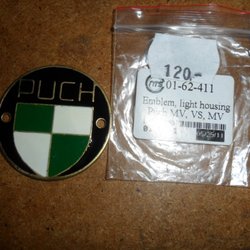 PUCH
120.-
01-62-411
Emblem, light housing
Puch MV, VS, MV